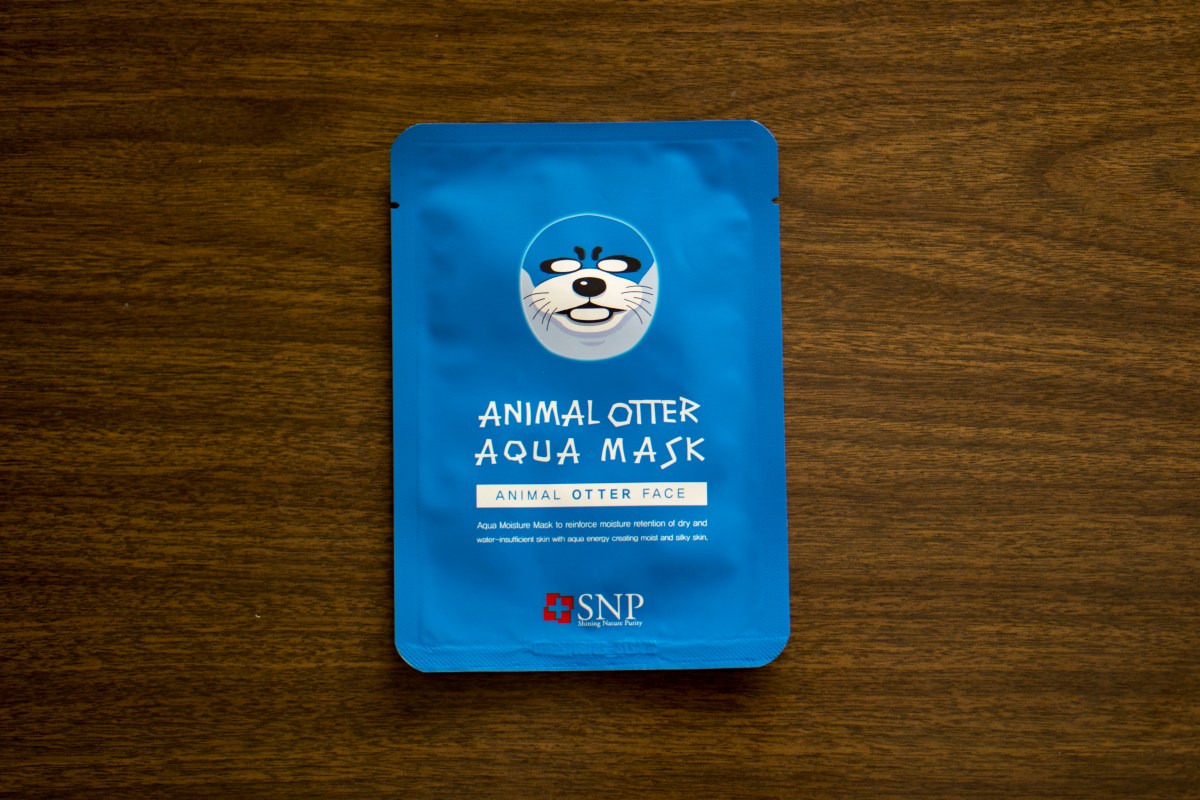 ANIMAL OTTER
AQUA MASK
ANIMAL OTTER FACE
Aqua Moisture Mask to reinforce moisture retention of dry and
water-insufficient skin with aqua energy creating moist and silky skin.
SNP
Shining Nature Purity